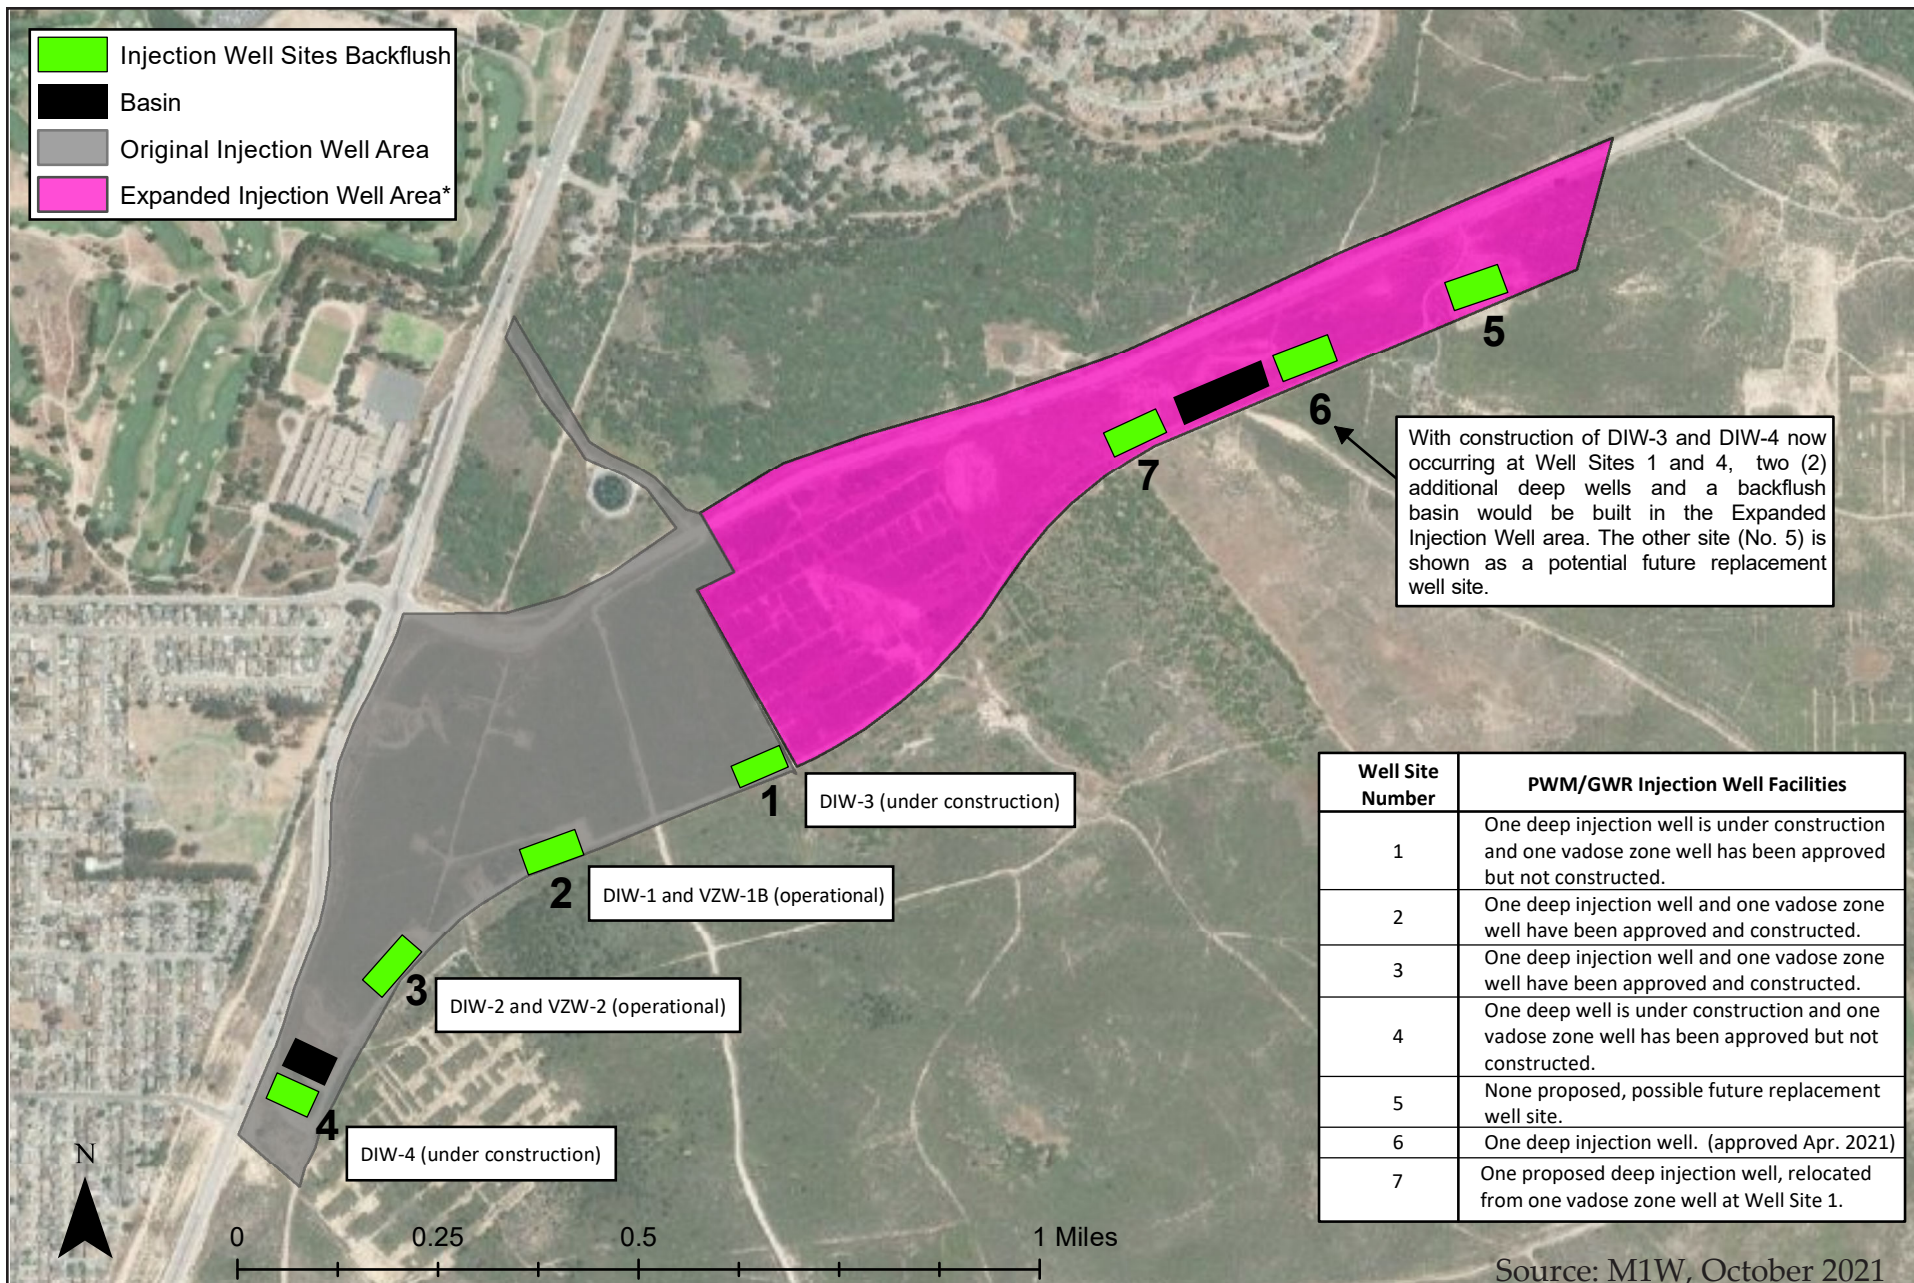 Injection Well Sites Backflush
Basin
Original Injection Well Area
Expanded Injection Well Area*
5
6
7
With construction of DIW-3 and DIW-4 now
occurring at Well Sites 1 and 4, two (2)
additional deep wells and a backflush
basin would be built in the Expanded
Injection Well area. The other site (No. 5) is
shown as a potential future replacement
well site.
1
DIW-3 (under construction)
2
DIW-1 and VZW-1B (operational)
3
DIW-2 and VZW-2 (operational)
4
DIW-4 (under construction)
Well Site
Number
PWM/GWR Injection Well Facilities
1
One deep injection well is under construction
and one vadose zone well has been approved
but not constructed.
2
One deep injection well and one vadose zone
well have been approved and constructed.
3
One deep injection well and one vadose zone
well have been approved and constructed.
4
One deep well is under construction and one
vadose zone well has been approved but not
constructed.
5
None proposed, possible future replacement
well site.
6
One deep injection well. (approved Apr. 2021)
7
One proposed deep injection well, relocated
from one vadose zone well at Well Site 1.
N
0 0.25 0.5 1 Miles
Source: M1W, October 2021